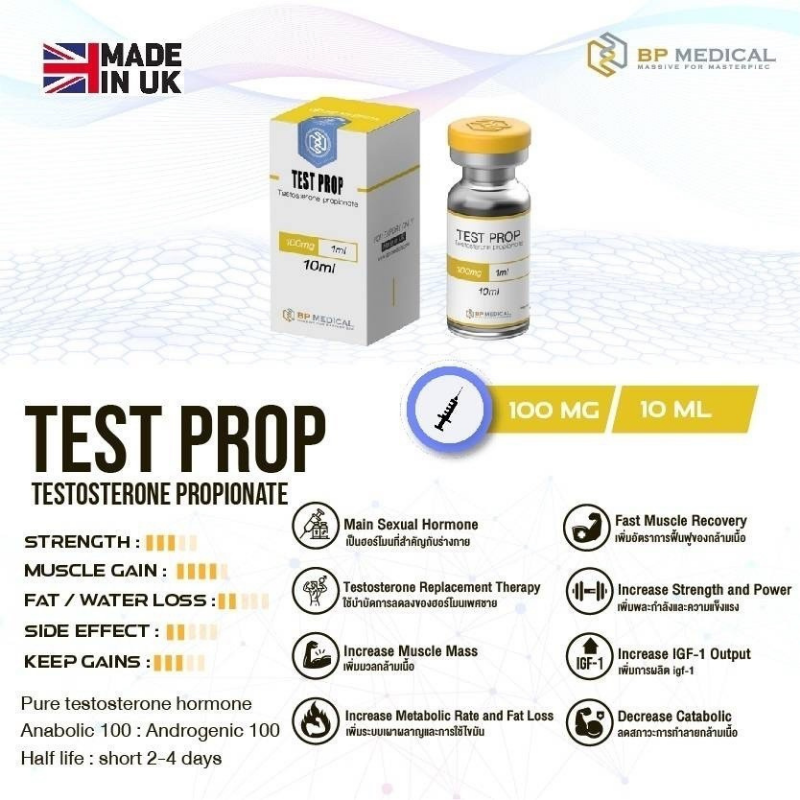 MADE
IN UK
BP MEDICAL
MASSIVE FOR MASTERPIEC
TEST PROP
Testosterone propionate
100mg 1ml
10ml
BP MEDICAL
TEST PROP
Testosterone propionate
100mg 1ml
10ml
BP MEDICAL
100 MG / 10 ML
TEST PROP
TESTOSTERONE PROPIONATE
STRENGTH :
MUSCLE GAIN :
FAT / WATER LOSS :
SIDE EFFECT :
KEEP GAINS :
Pure testosterone hormone
Anabolic 100 : Androgenic 100
Half life : short 2-4 days
Main Sexual Hormone
เป็นฮอร์โมนที่สำคัญกับร่างกาย
Testosterone Replacement Therapy
ใช้บำบัดการลดลงของฮอร์โมนเพศชาย
Increase Muscle Mass
เพิ่มมวลกล้ามเนื้อ
Increase Metabolic Rate and Fat Loss
เพิ่มระบบเผาผลาญและการใช้ไขมัน
Fast Muscle Recovery
เพิ่มอัตราการฟื้นฟูของกล้ามเนื้อ
Increase Strength and Power
เพิ่มพละกำลังและความแข็งแรง
IGF-1
Increase IGF-1 Output
เพิ่มการผลิต igf-1
Decrease Catabolic
ลดสภาวะการทำลายกล้ามเนื้อ